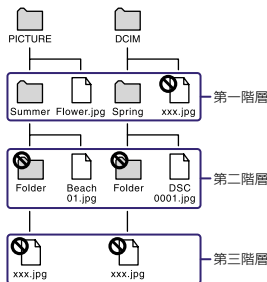 PICTURE
DCIM
Summer
Flower.jpg
Spring
xxx.jpg
第一階層
Folder
Beach
01.jpg
Folder
DSC
0001.jpg
第二階層
xxx.jpg
xxx.jpg
第三階層